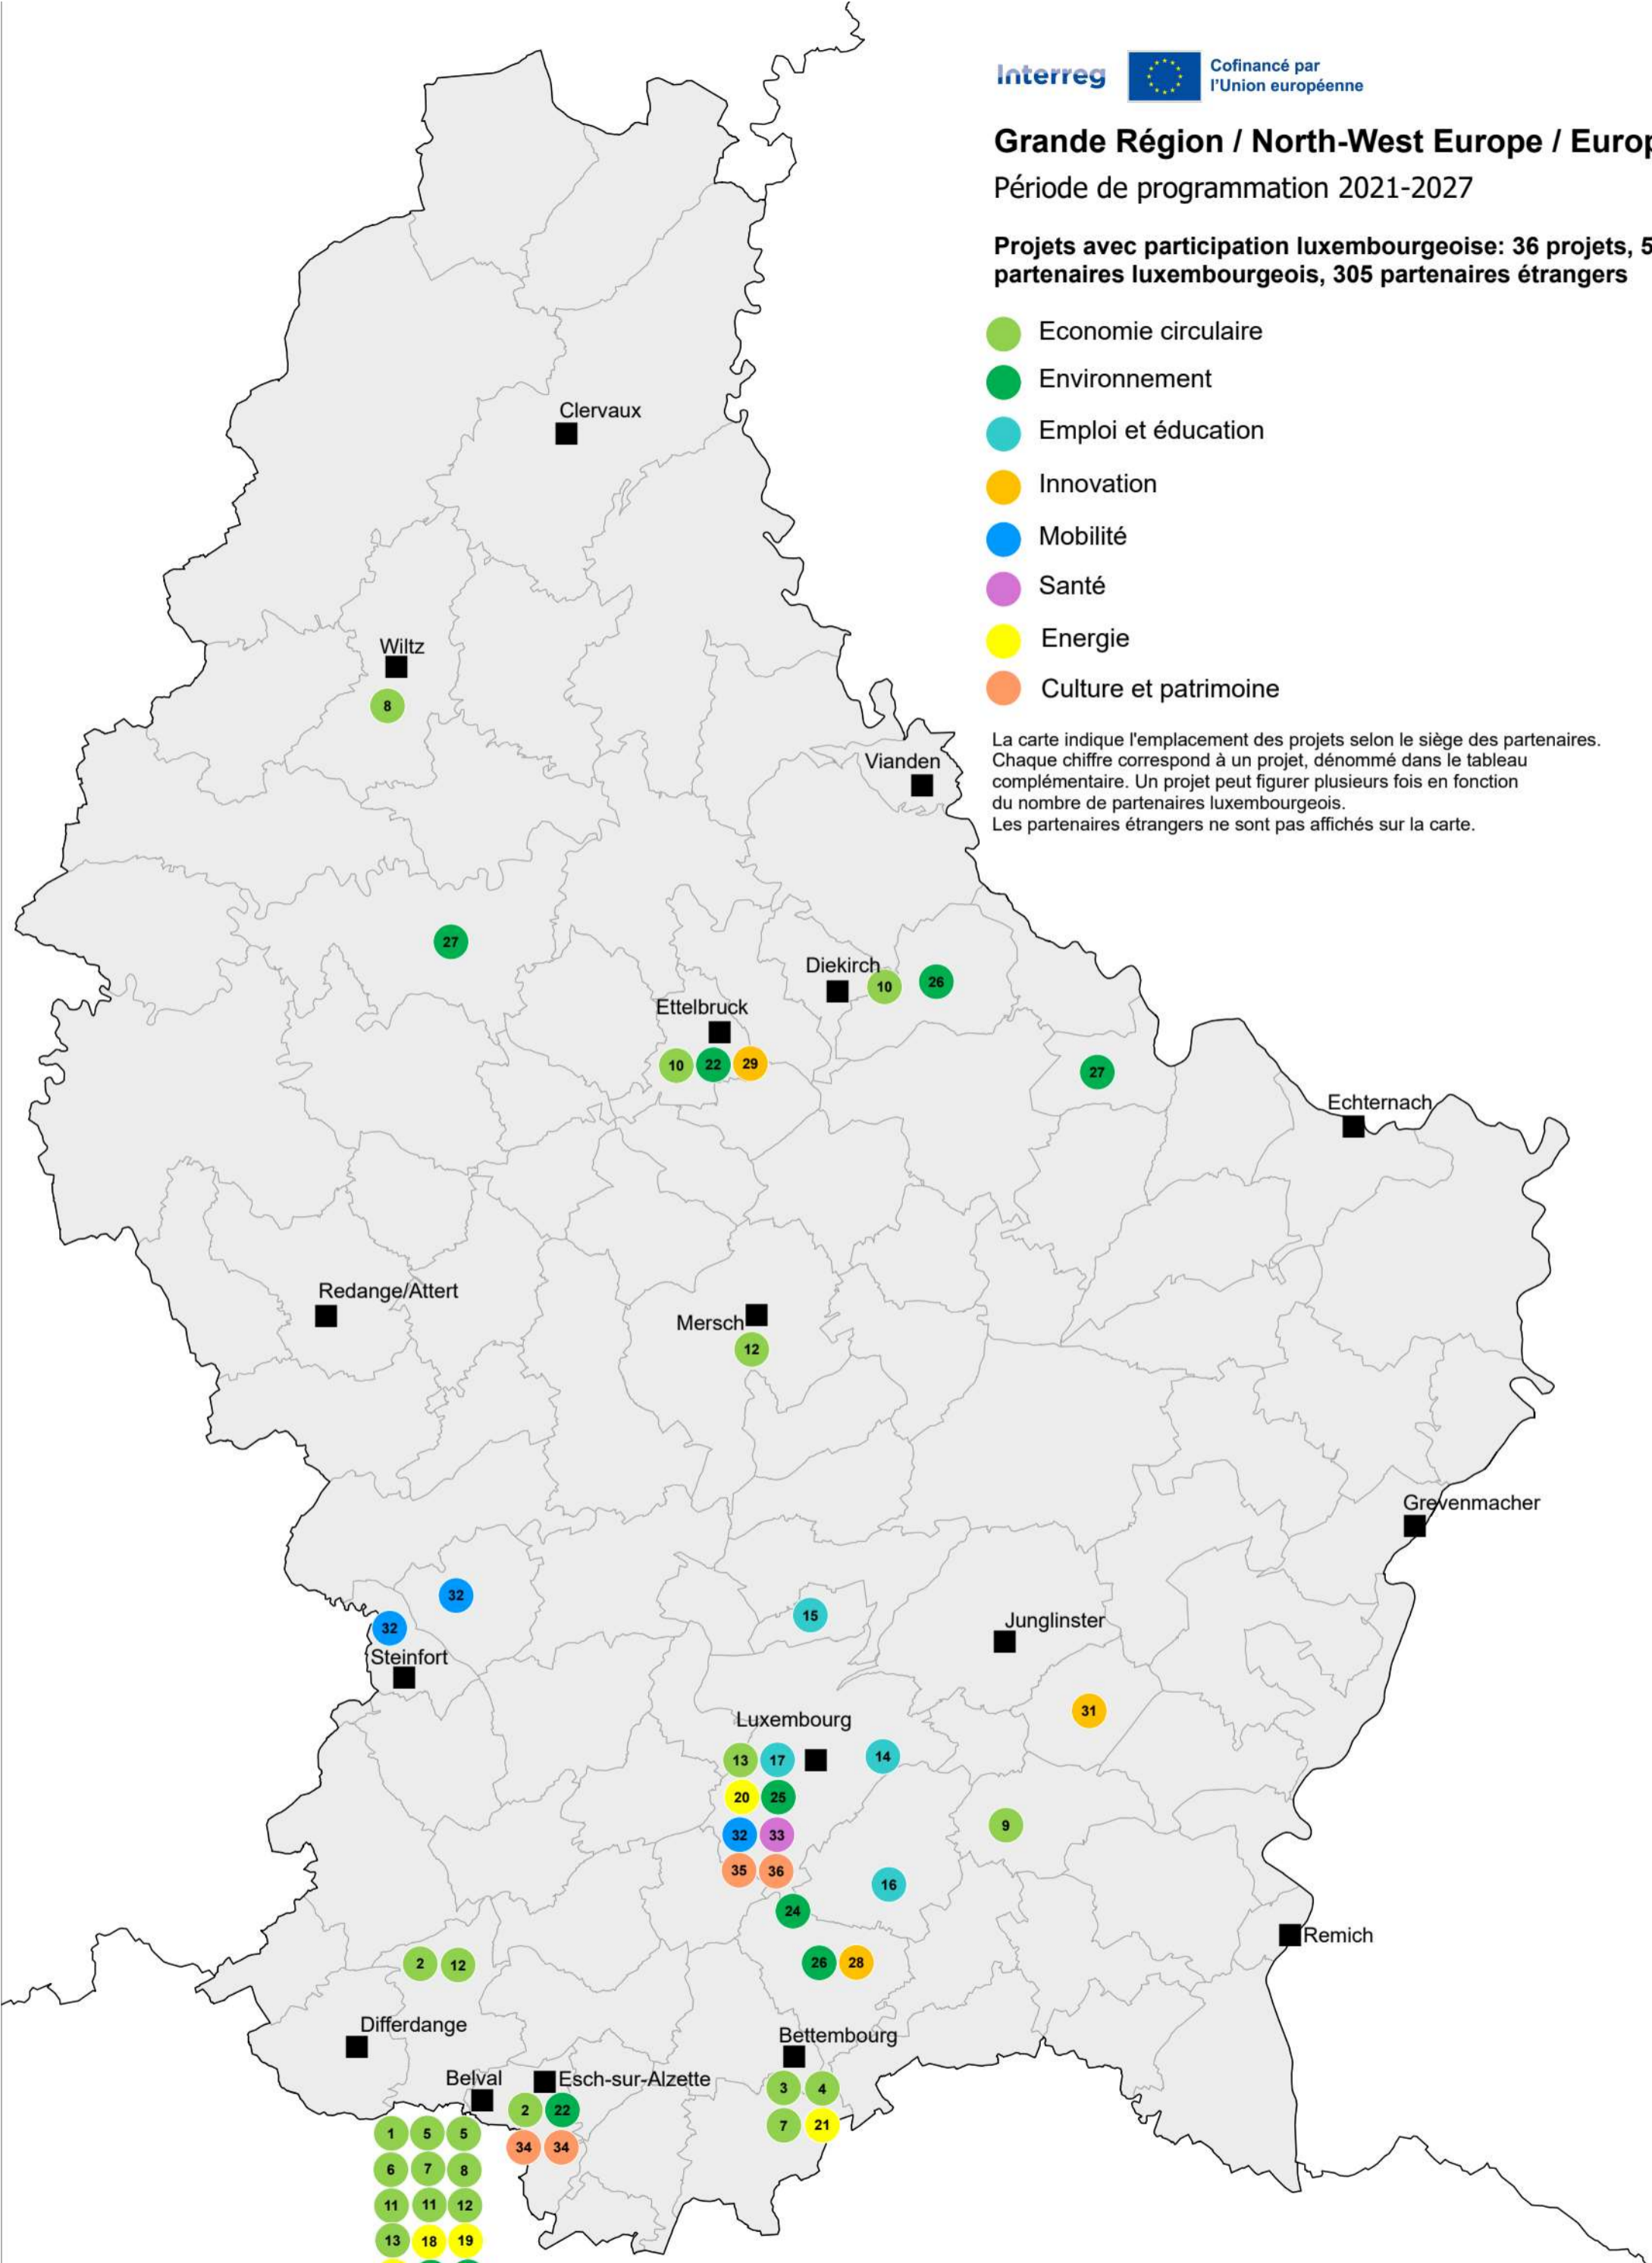 Interreg
Cofinancé par
l'Union européenne
Grande Région / North-West Europe / Europ
Période de programmation 2021-2027
Projets avec participation luxembourgeoise: 36 projets, 5
partenaires luxembourgeois, 305 partenaires étrangers
Economie circulaire
Environnement
Emploi et éducation
Innovation
Mobilité
Santé
Energie
Culture et patrimoine
La carte indique l'emplacement des projets selon le siège des partenaires.
Chaque chiffre correspond à un projet, dénommé dans le tableau
complémentaire. Un projet peut figurer plusieurs fois en fonction
du nombre de partenaires luxembourgeois.
Les partenaires étrangers ne sont pas affichés sur la carte.
Clervaux
Wiltz
8
Vianden
27
Diekirch
10 26
Ettelbruck
10 22 29
27
Echternach
Redange/Attert
Mersch
12
Grevenmacher
32
32
Steinfort
15
Junglinster
31
Luxembourg
13 17
14
20 25
32 33
35 36
9
16
24
Remich
2 12
26 28
Differdange
Bettembourg
3 4
7 21
Belval
Esch-sur-Alzette
2 22
34 34
1 5 5
6 7 8
11 11 12
13 18 19